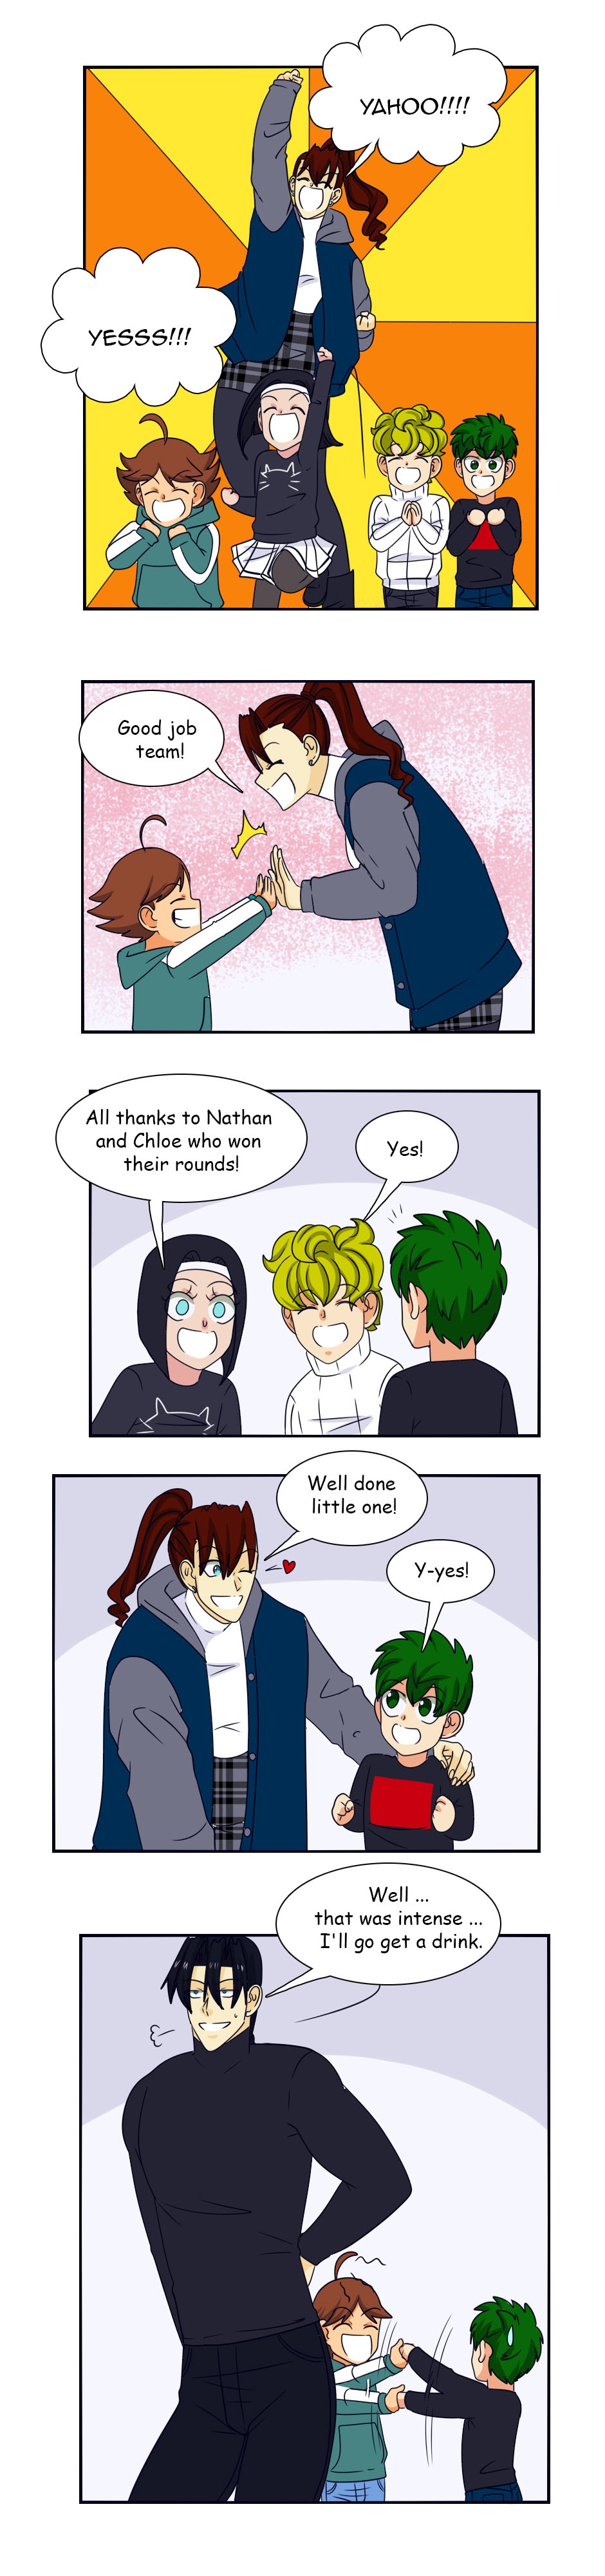 YAHOO!!!!
YESSS!!!
Good job
team!
All thanks to Nathan
and Chloe who won
their rounds!
Yes!
Well done
little one!
Y-yes!
Well ...
that was intense ...
I'll go get a drink.